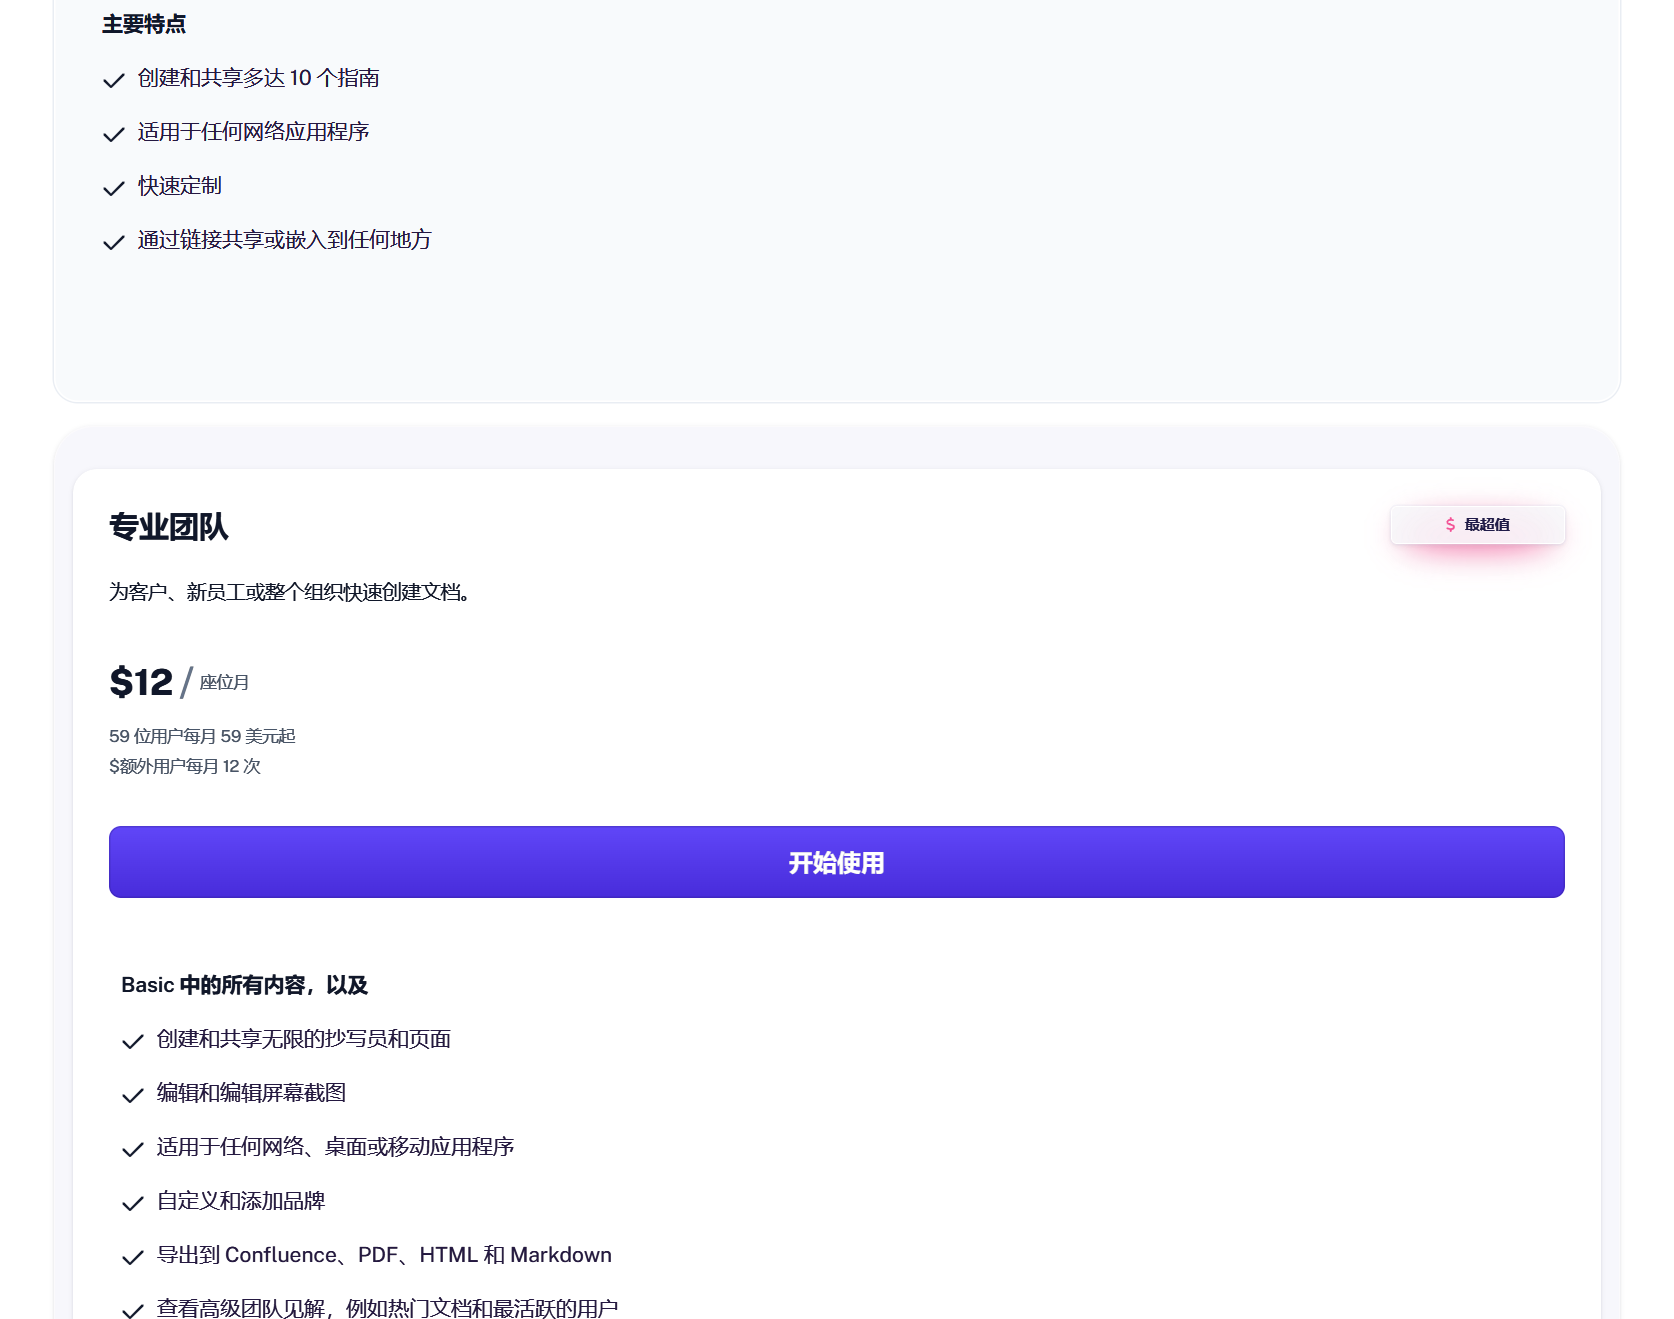 主要特点
创建和共享多达 10 个指南
适用于任何网络应用程序
快速定制
通过链接共享或嵌入到任何地方
专业团队
$ 最超值
为客户、新员工或整个组织快速创建文档。
$12 / 座位月
59 位用户每月 59 美元起
$额外用户每月 12 次
开始使用
Basic 中的所有内容，以及
创建和共享无限的抄写员和页面
编辑和编辑屏幕截图
适用于任何网络、桌面或移动应用程序
自定义和添加品牌
导出到 Confluence、PDF、HTML 和 Markdown
查看高级团队见解，例如热门文档和最活跃的用户